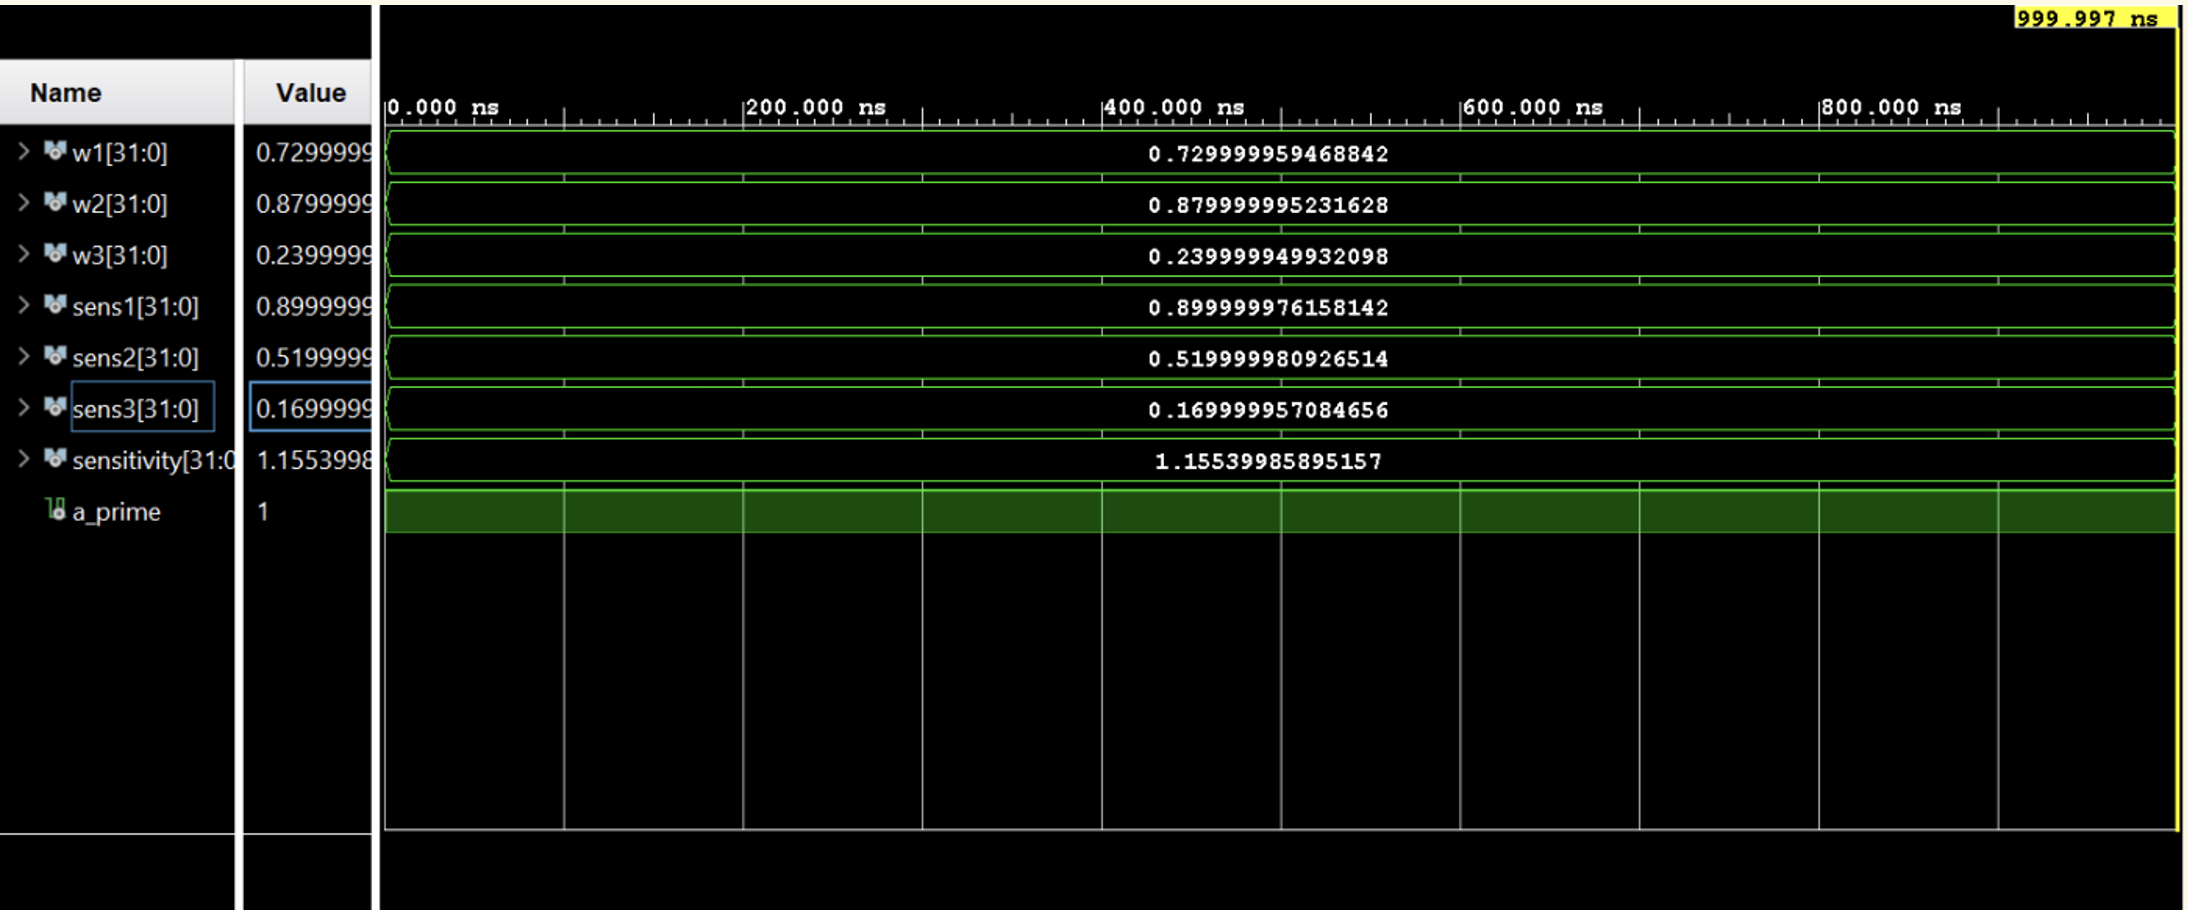 999.997 ns
Name Value
0.000 ns 200.000 ns 400.000 ns 600.000 ns 800.000 ns
w1[31:0] 0.7299999 0.729999959468842
w2[31:0] 0.8799999 0.879999995231628
w3[31:0] 0.2399999 0.239999949932098
sens1[31:0] 0.8999999 0.899999976158142
sens2[31:0] 0.5199999 0.519999980926514
sens3[31:0] 0.1699999 0.169999957084656
sensitivity[31:0 1.1553998 1.15539985895157
a_prime 1